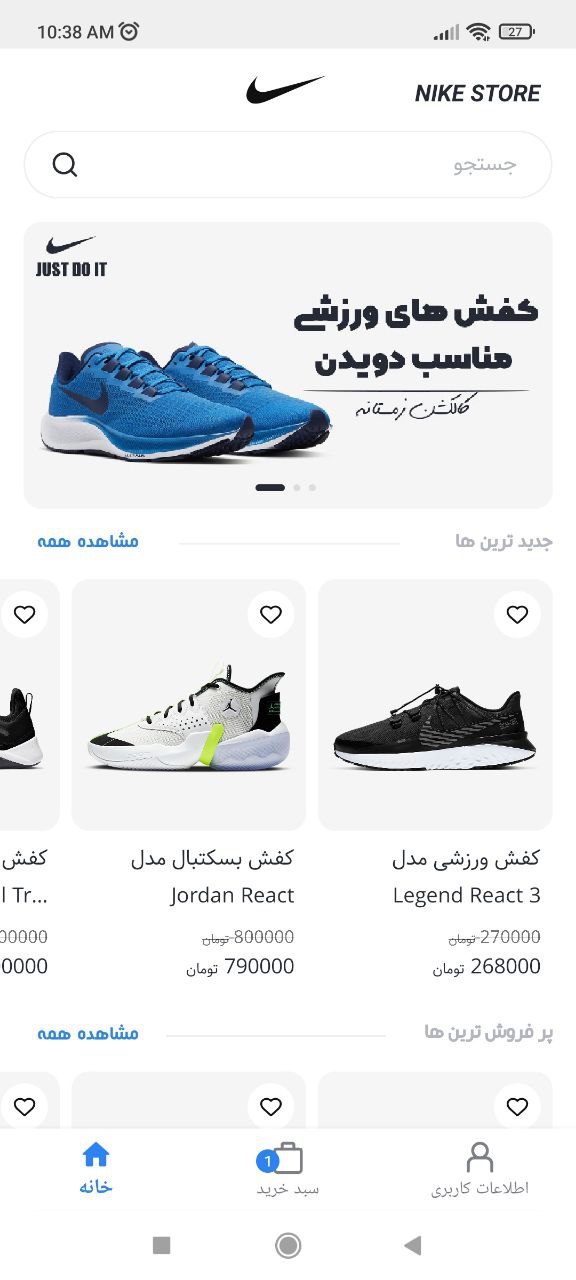 10:38 AM
27
NIKE STORE
جستجو
JUST DO IT
کفش های ورزشی
مناسب دویدن
کالکشن زمستانه
جدید ترین ها
مشاهده همه
کفش ورزشی مدل
Legend React 3
270000 تومان
268000 تومان
کفش بسکتبال مدل
Jordan React
800000 تومان
790000 تومان
کفش
l Tr...
00000
0000
پر فروش ترین ها
مشاهده همه
اطلاعات کاربری
1
سبد خرید
خانه